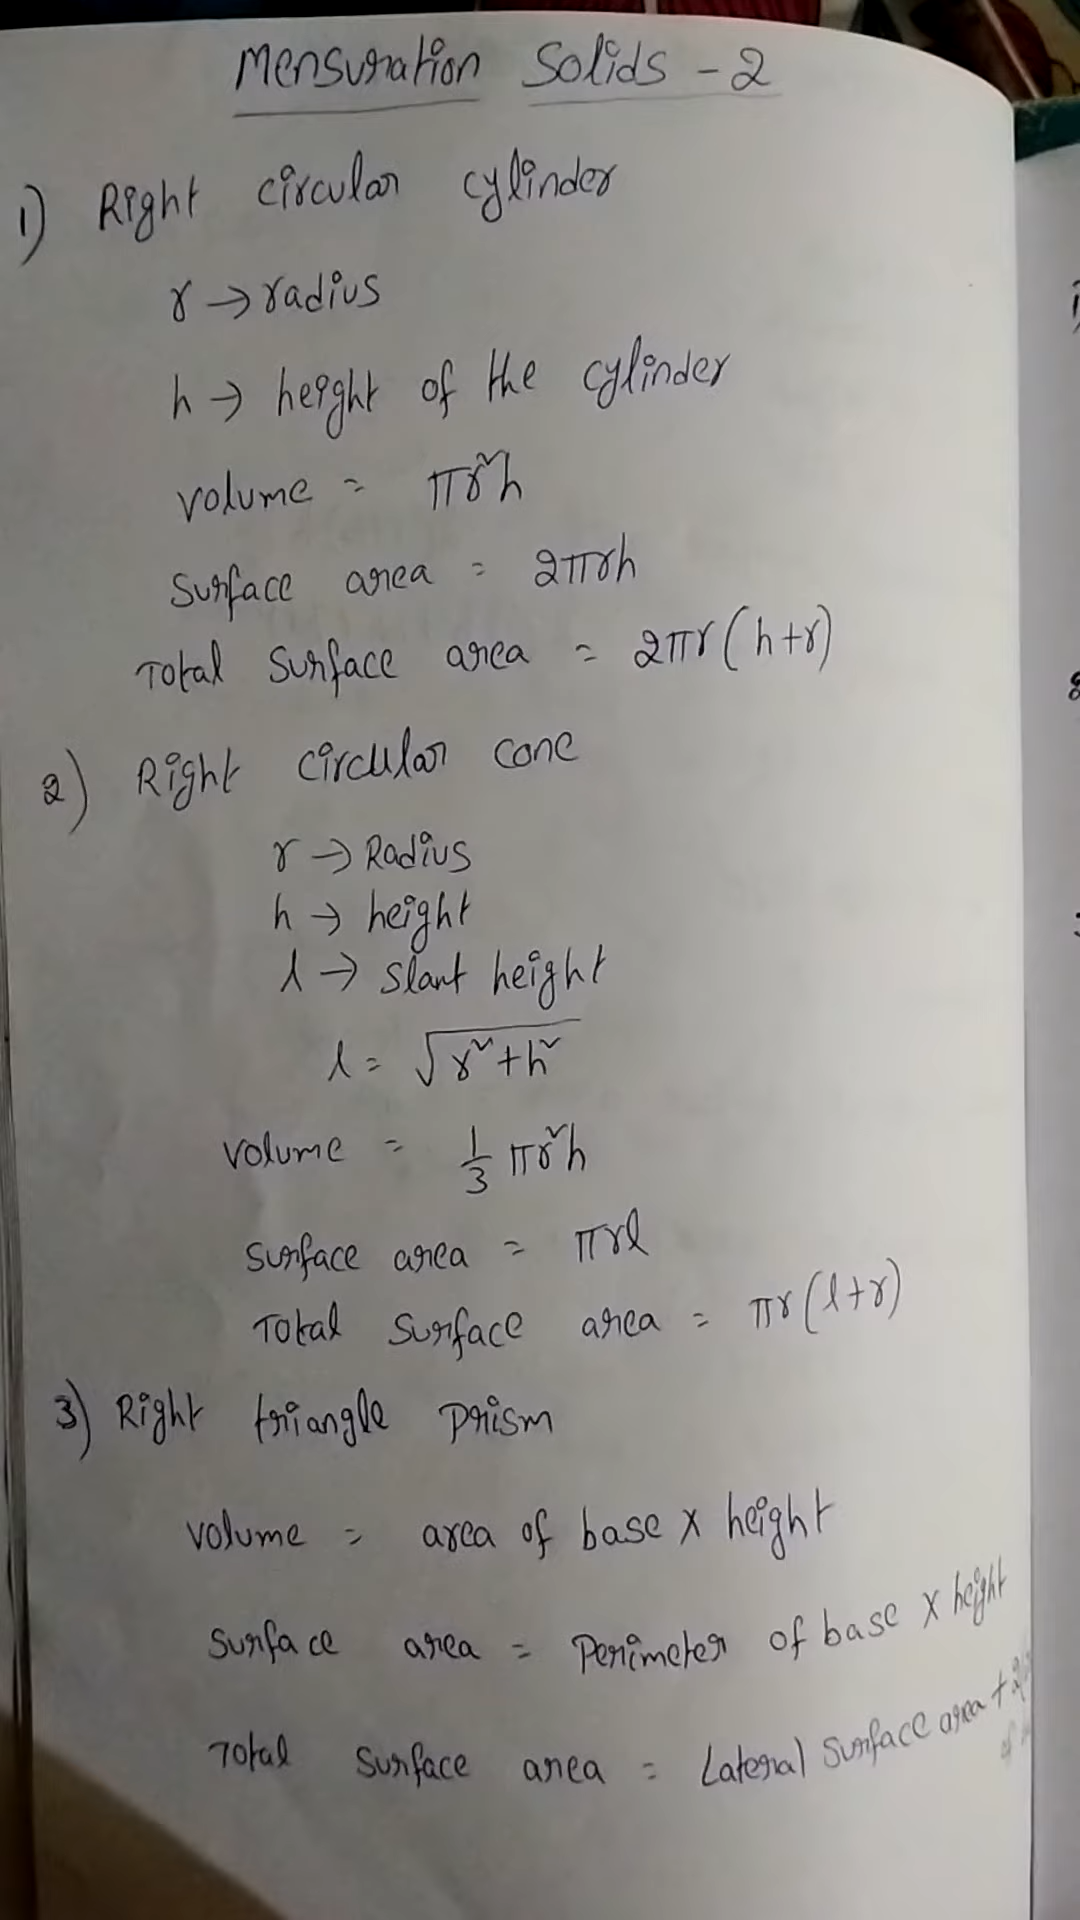 Mensuration Solids - 2
1) Right circular cylinder
r → radius
h → height of the cylinder
volume = πr²h
Surface area = 2πrh
Total Surface area = 2πr(h+r)
2) Right circular cone
r → Radius
h → height
l → slant height
l = √r²+h²
volume = 1/3 πr²h
Surface area = πrl
Total Surface area = πr(l+r)
3) Right triangle prism
volume = area of base x height
Surface area = Perimeter of base x height
Total Surface area = Lateral Surface area + 2